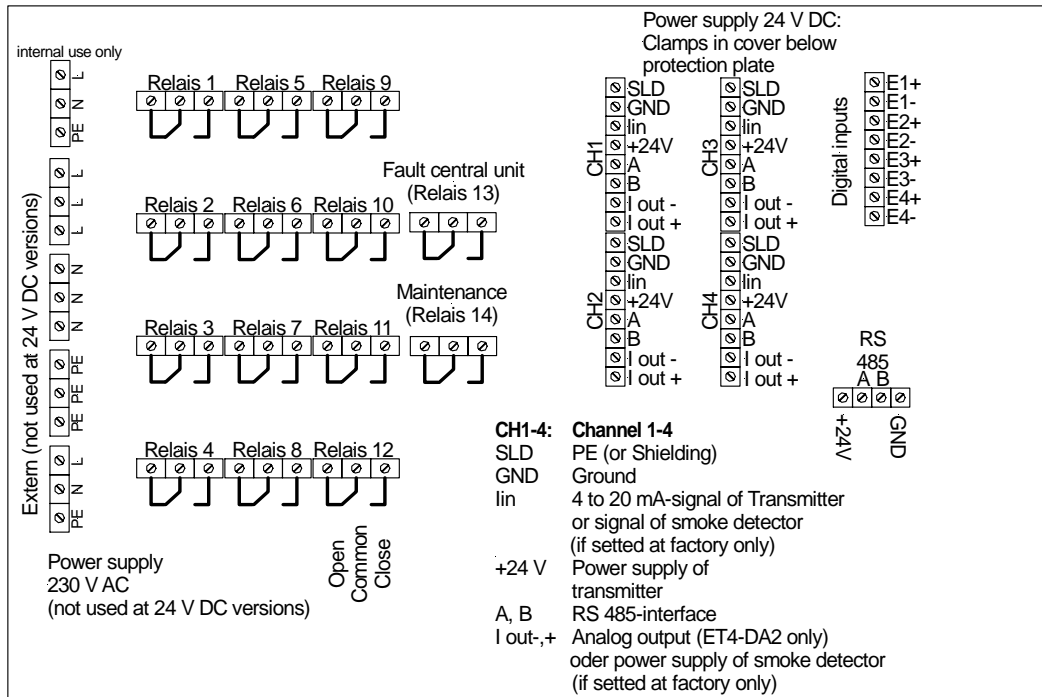 internal use only
L
N
PE
L
L
L
N
N
N
PE
PE
PE
L
N
PE
Extern (not used at 24 V DC versions)
Power supply
230 V AC
(not used at 24 V DC versions)
Relais 1 Relais 5 Relais 9
Relais 2 Relais 6 Relais 10
Fault central unit
(Relais 13)
Relais 3 Relais 7 Relais 11
Maintenance
(Relais 14)
Relais 4 Relais 8 Relais 12
Open
Common
Close
Power supply 24 V DC:
Clamps in cover below
protection plate
CH1
SLD
GND
Iin
+24V
A
B
I out -
I out +
CH2
SLD
GND
Iin
+24V
A
B
I out -
I out +
CH3
SLD
GND
Iin
+24V
A
B
I out -
I out +
CH4
SLD
GND
Iin
+24V
A
B
I out -
I out +
Digital inputs
E1+
E1-
E2+
E2-
E3+
E3-
E4+
E4-
RS
485
A B
+24V
GND
CH1-4: Channel 1-4
SLD PE (or Shielding)
GND Ground
Iin 4 to 20 mA-signal of Transmitter
or signal of smoke detector
(if setted at factory only)
+24 V Power supply of
transmitter
A, B RS 485-interface
I out-,+ Analog output (ET4-DA2 only)
oder power supply of smoke detector
(if setted at factory only)